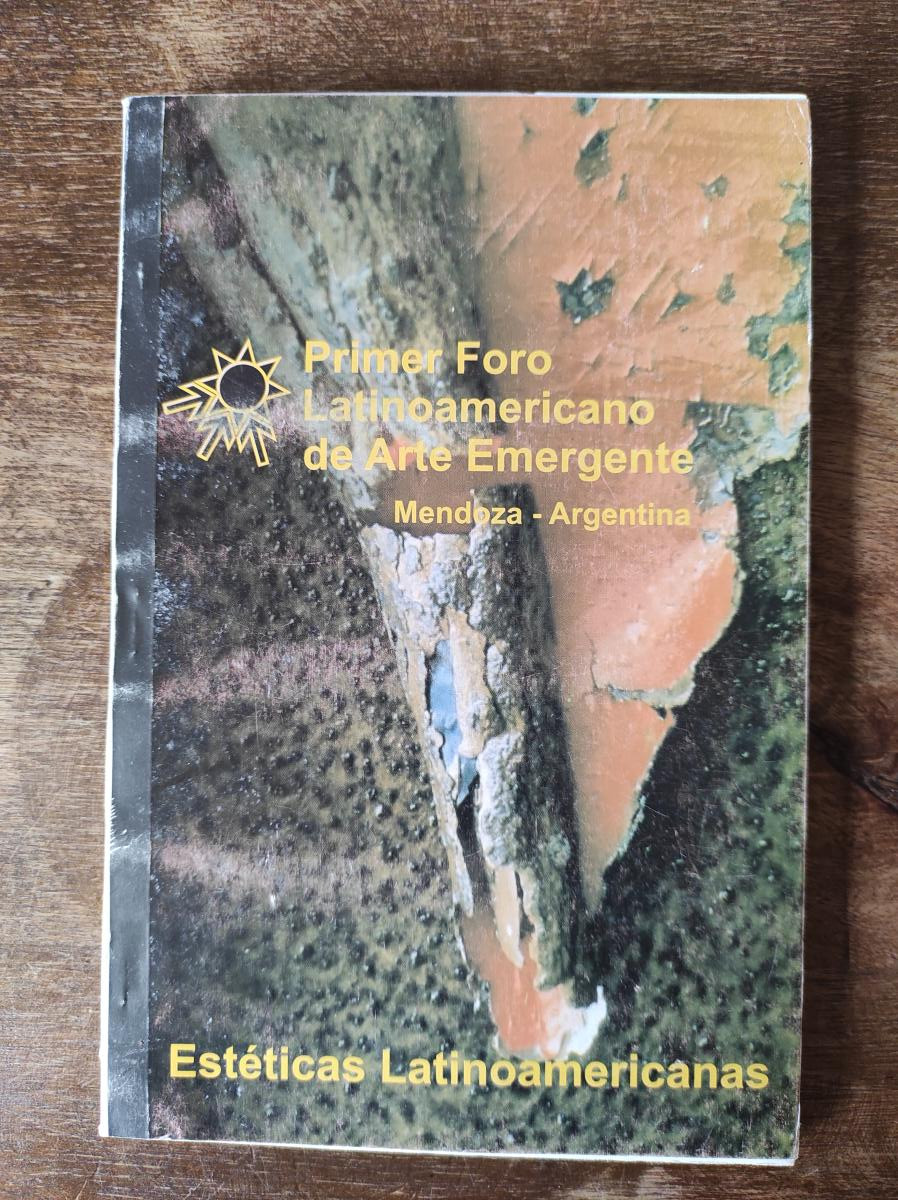 Primer Foro
Latinoamericano
de Arte Emergente
Mendoza - Argentina
Estéticas Latinoamericanas